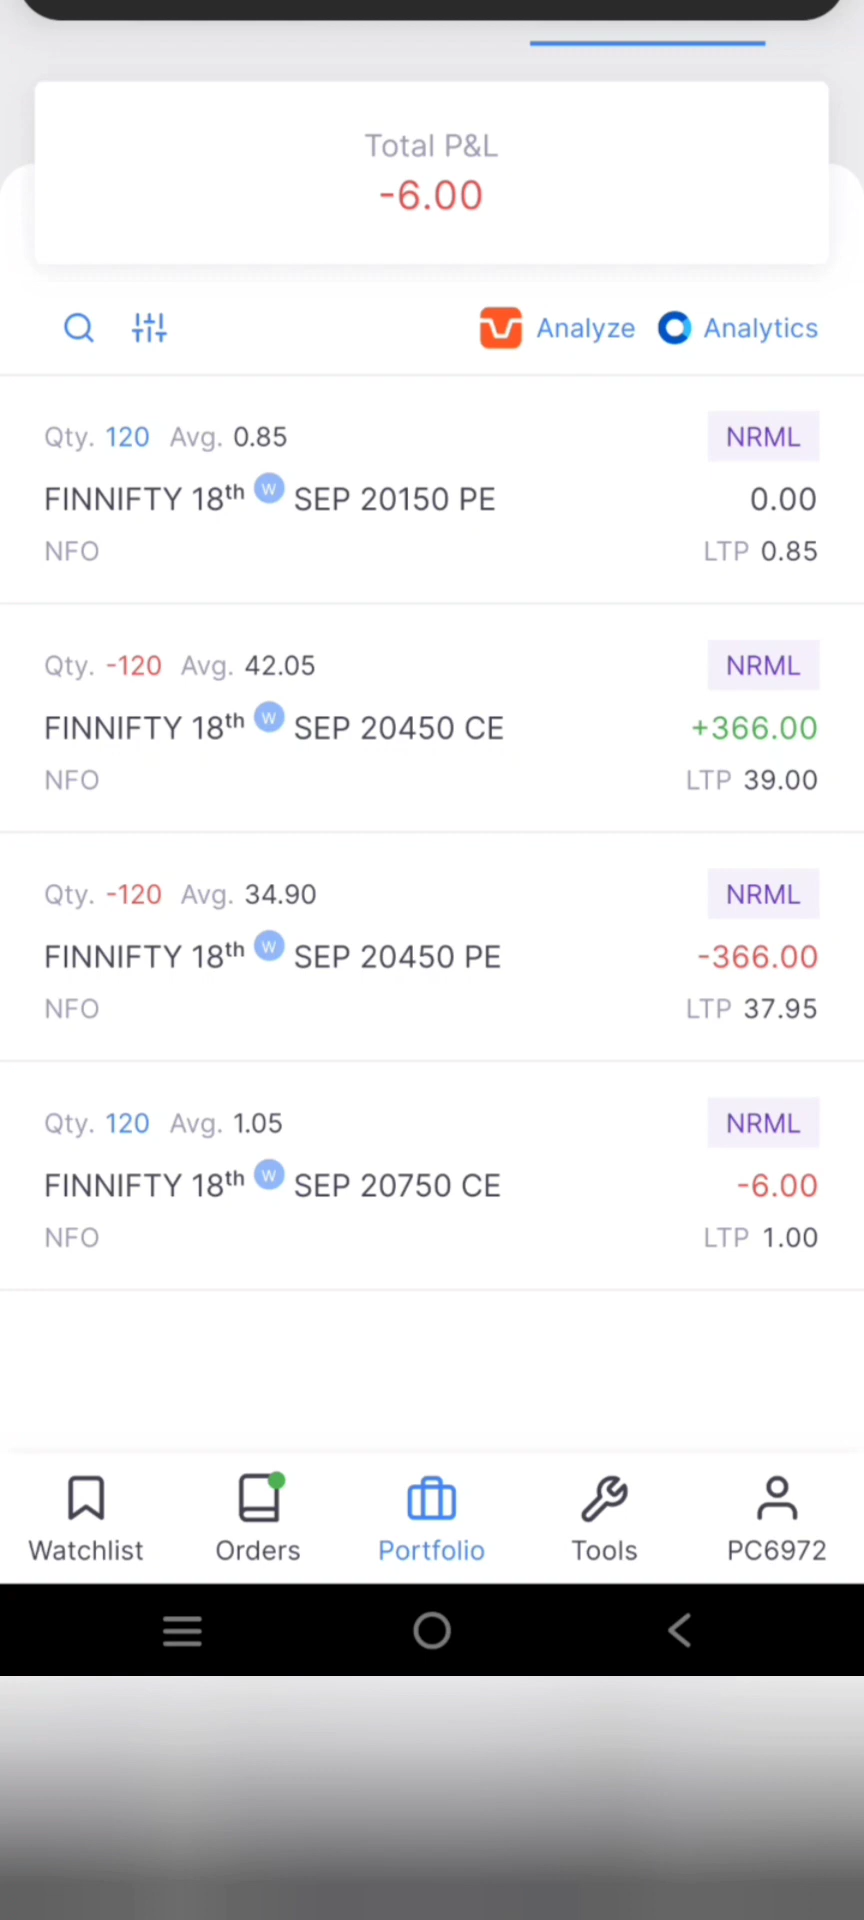 Total P&L
-6.00
Analyze Analytics
Qty. 120 Avg. 0.85 NRML
FINNIFTY 18th W SEP 20150 PE 0.00
NFO LTP 0.85
Qty. -120 Avg. 42.05 NRML
FINNIFTY 18th W SEP 20450 CE +366.00
NFO LTP 39.00
Qty. -120 Avg. 34.90 NRML
FINNIFTY 18th W SEP 20450 PE -366.00
NFO LTP 37.95
Qty. 120 Avg. 1.05 NRML
FINNIFTY 18th W SEP 20750 CE -6.00
NFO LTP 1.00
Watchlist Orders Portfolio Tools PC6972